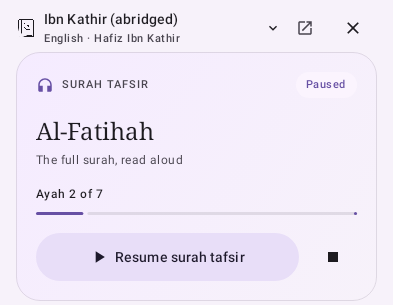 Ibn Kathir (abridged)
English · Hafiz Ibn Kathir
SURAH TAFSIR
Paused
Al-Fatihah
The full surah, read aloud
Ayah 2 of 7
Resume surah tafsir